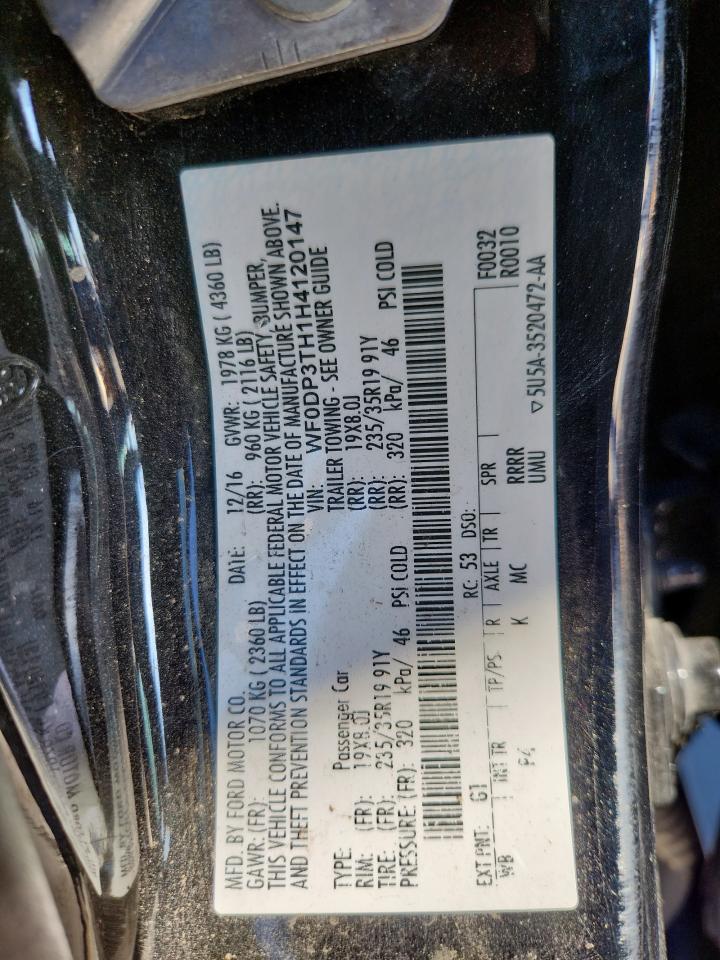 MFD. BY FORD MOTOR CO. DATE: 12/16 GVWR: 1978 KG ( 4360 LB)
GAWR: (FR): 1070 KG ( 2360 LB) (RR): 960 KG ( 2116 LB)
THIS VEHICLE CONFORMS TO ALL APPLICABLE FEDERAL MOTOR VEHICLE SAFETY, BUMPER,
AND THEFT PREVENTION STANDARDS IN EFFECT ON THE DATE OF MANUFACTURE SHOWN ABOVE.
VIN: WF0DP3TH1H4120147
TYPE: Passenger Car TRAILER TOWING - SEE OWNER GUIDE
RIM: (FR): 19X8.0J (RR): 19X8.0J
TIRE: (FR): 235/35R19 91Y (RR): 235/35R19 91Y
PRESSURE: (FR): 320 kPa/ 46 PSI COLD (RR): 320 kPa/ 46 PSI COLD
RC: 53 DSO: F0032
EXT PNT: G1 R0010
WB INT TR TP/PS R AXLE TR SPR
P4 K MC RRRR
UMU
▽5U5A-3520472-AA